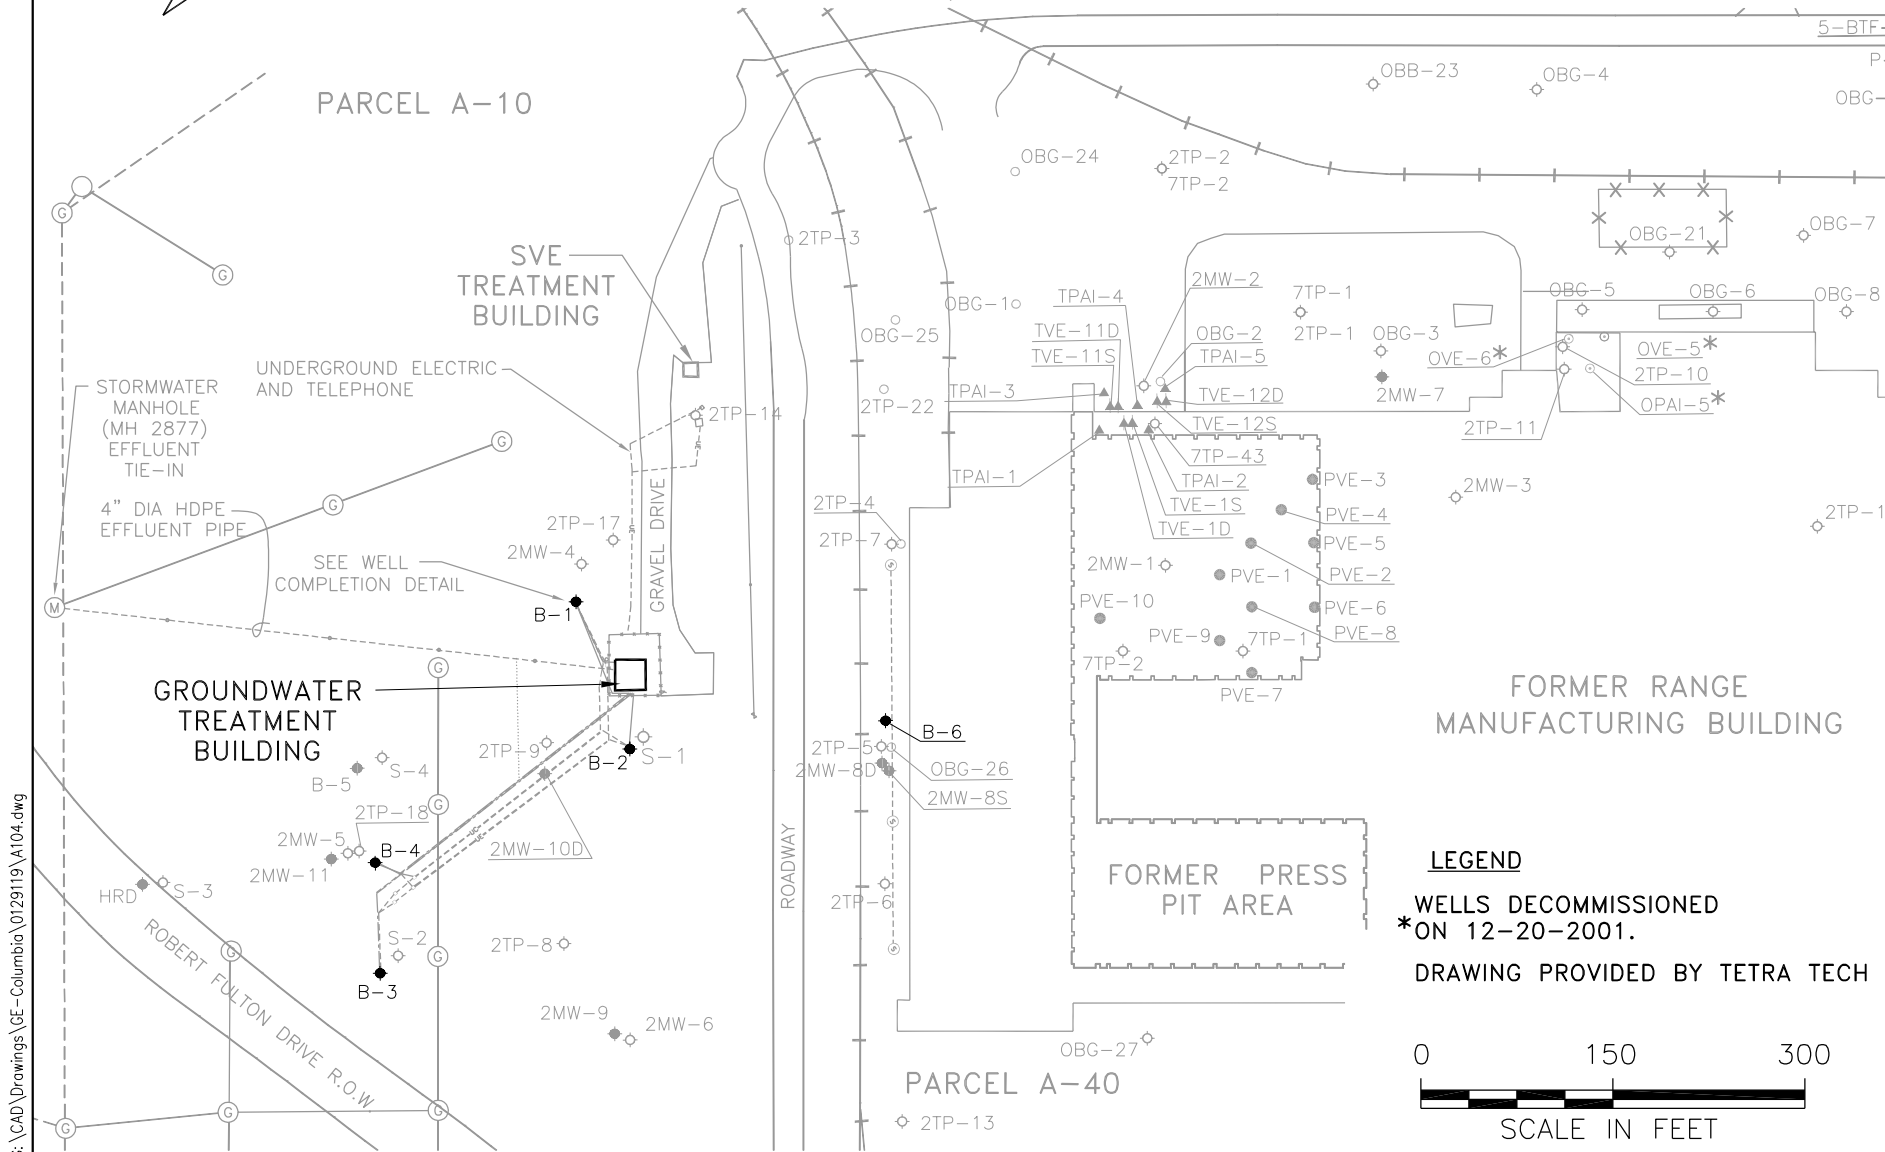 5-BTF-
P-
OBG-
PARCEL A-10
OBB-23
OBG-4
OBG-24
2TP-2
7TP-2
OBG-21
OBG-7
2TP-3
SVE
TREATMENT
BUILDING
OBG-1
OBG-25
TPAI-4
2MW-2
7TP-1
2TP-1
OBG-5
OBG-6
OBG-8
TVE-11D
OBG-2
OBG-3
TVE-11S
TPAI-5
OVE-6*
OVE-5*
2MW-7
2TP-10
OPAI-5*
2TP-11
UNDERGROUND ELECTRIC
AND TELEPHONE
TPAI-3
TVE-12D
TVE-12S
2TP-22
2TP-14
STORMWATER
MANHOLE
(MH 2877)
EFFLUENT
TIE-IN
7TP-43
TPAI-1
TPAI-2
TVE-1S
TVE-1D
PVE-3
PVE-4
PVE-5
PVE-2
PVE-1
PVE-6
PVE-8
PVE-10
PVE-9
7TP-1
7TP-2
PVE-7
2MW-1
2MW-3
2TP-1
4" DIA HDPE
EFFLUENT PIPE
2TP-17
2MW-4
GRAVEL DRIVE
2TP-4
2TP-7
SEE WELL
COMPLETION DETAIL
B-1
G
G
G
G
M
G
G
G
G
G
G
G
S
S
S
GROUNDWATER
TREATMENT
BUILDING
FORMER RANGE
MANUFACTURING BUILDING
2TP-9
B-2
S-1
B-6
2TP-5
OBG-26
2MW-8D
2MW-8S
S-4
B-5
2TP-18
2MW-5
B-4
2MW-11
2MW-10D
HRD
S-3
ROADWAY
2TP-6
FORMER PRESS
PIT AREA
S-2
B-3
2TP-8
ROBERT FULTON DRIVE R.O.W.
2MW-9
2MW-6
OBG-27
PARCEL A-40
2TP-13
LEGEND
WELLS DECOMMISSIONED
*ON 12-20-2001.
DRAWING PROVIDED BY TETRA TECH
0 150 300
SCALE IN FEET
:\CAD\Drawings\GE-Columbia\0129119\A104.dwg